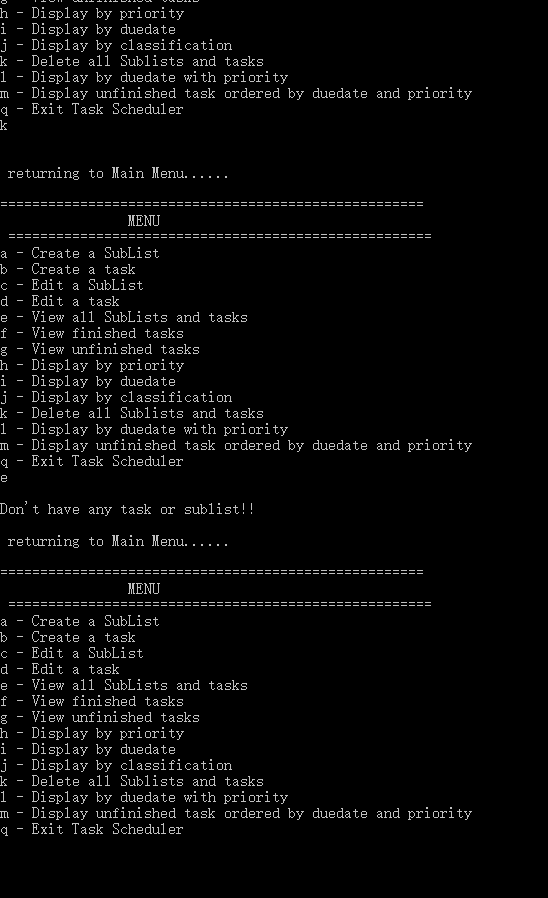 g - View unfinished tasks
h - Display by priority
i - Display by duedate
j - Display by classification
k - Delete all Sublists and tasks
l - Display by duedate with priority
m - Display unfinished task ordered by duedate and priority
q - Exit Task Scheduler
k
returning to Main Menu......
=====================================================
MENU
=====================================================
a - Create a SubList
b - Create a task
c - Edit a SubList
d - Edit a task
e - View all SubLists and tasks
f - View finished tasks
g - View unfinished tasks
h - Display by priority
i - Display by duedate
j - Display by classification
k - Delete all Sublists and tasks
l - Display by duedate with priority
m - Display unfinished task ordered by duedate and priority
q - Exit Task Scheduler
e
Don't have any task or sublist!!
returning to Main Menu......
=====================================================
MENU
=====================================================
a - Create a SubList
b - Create a task
c - Edit a SubList
d - Edit a task
e - View all SubLists and tasks
f - View finished tasks
g - View unfinished tasks
h - Display by priority
i - Display by duedate
j - Display by classification
k - Delete all Sublists and tasks
l - Display by duedate with priority
m - Display unfinished task ordered by duedate and priority
q - Exit Task Scheduler